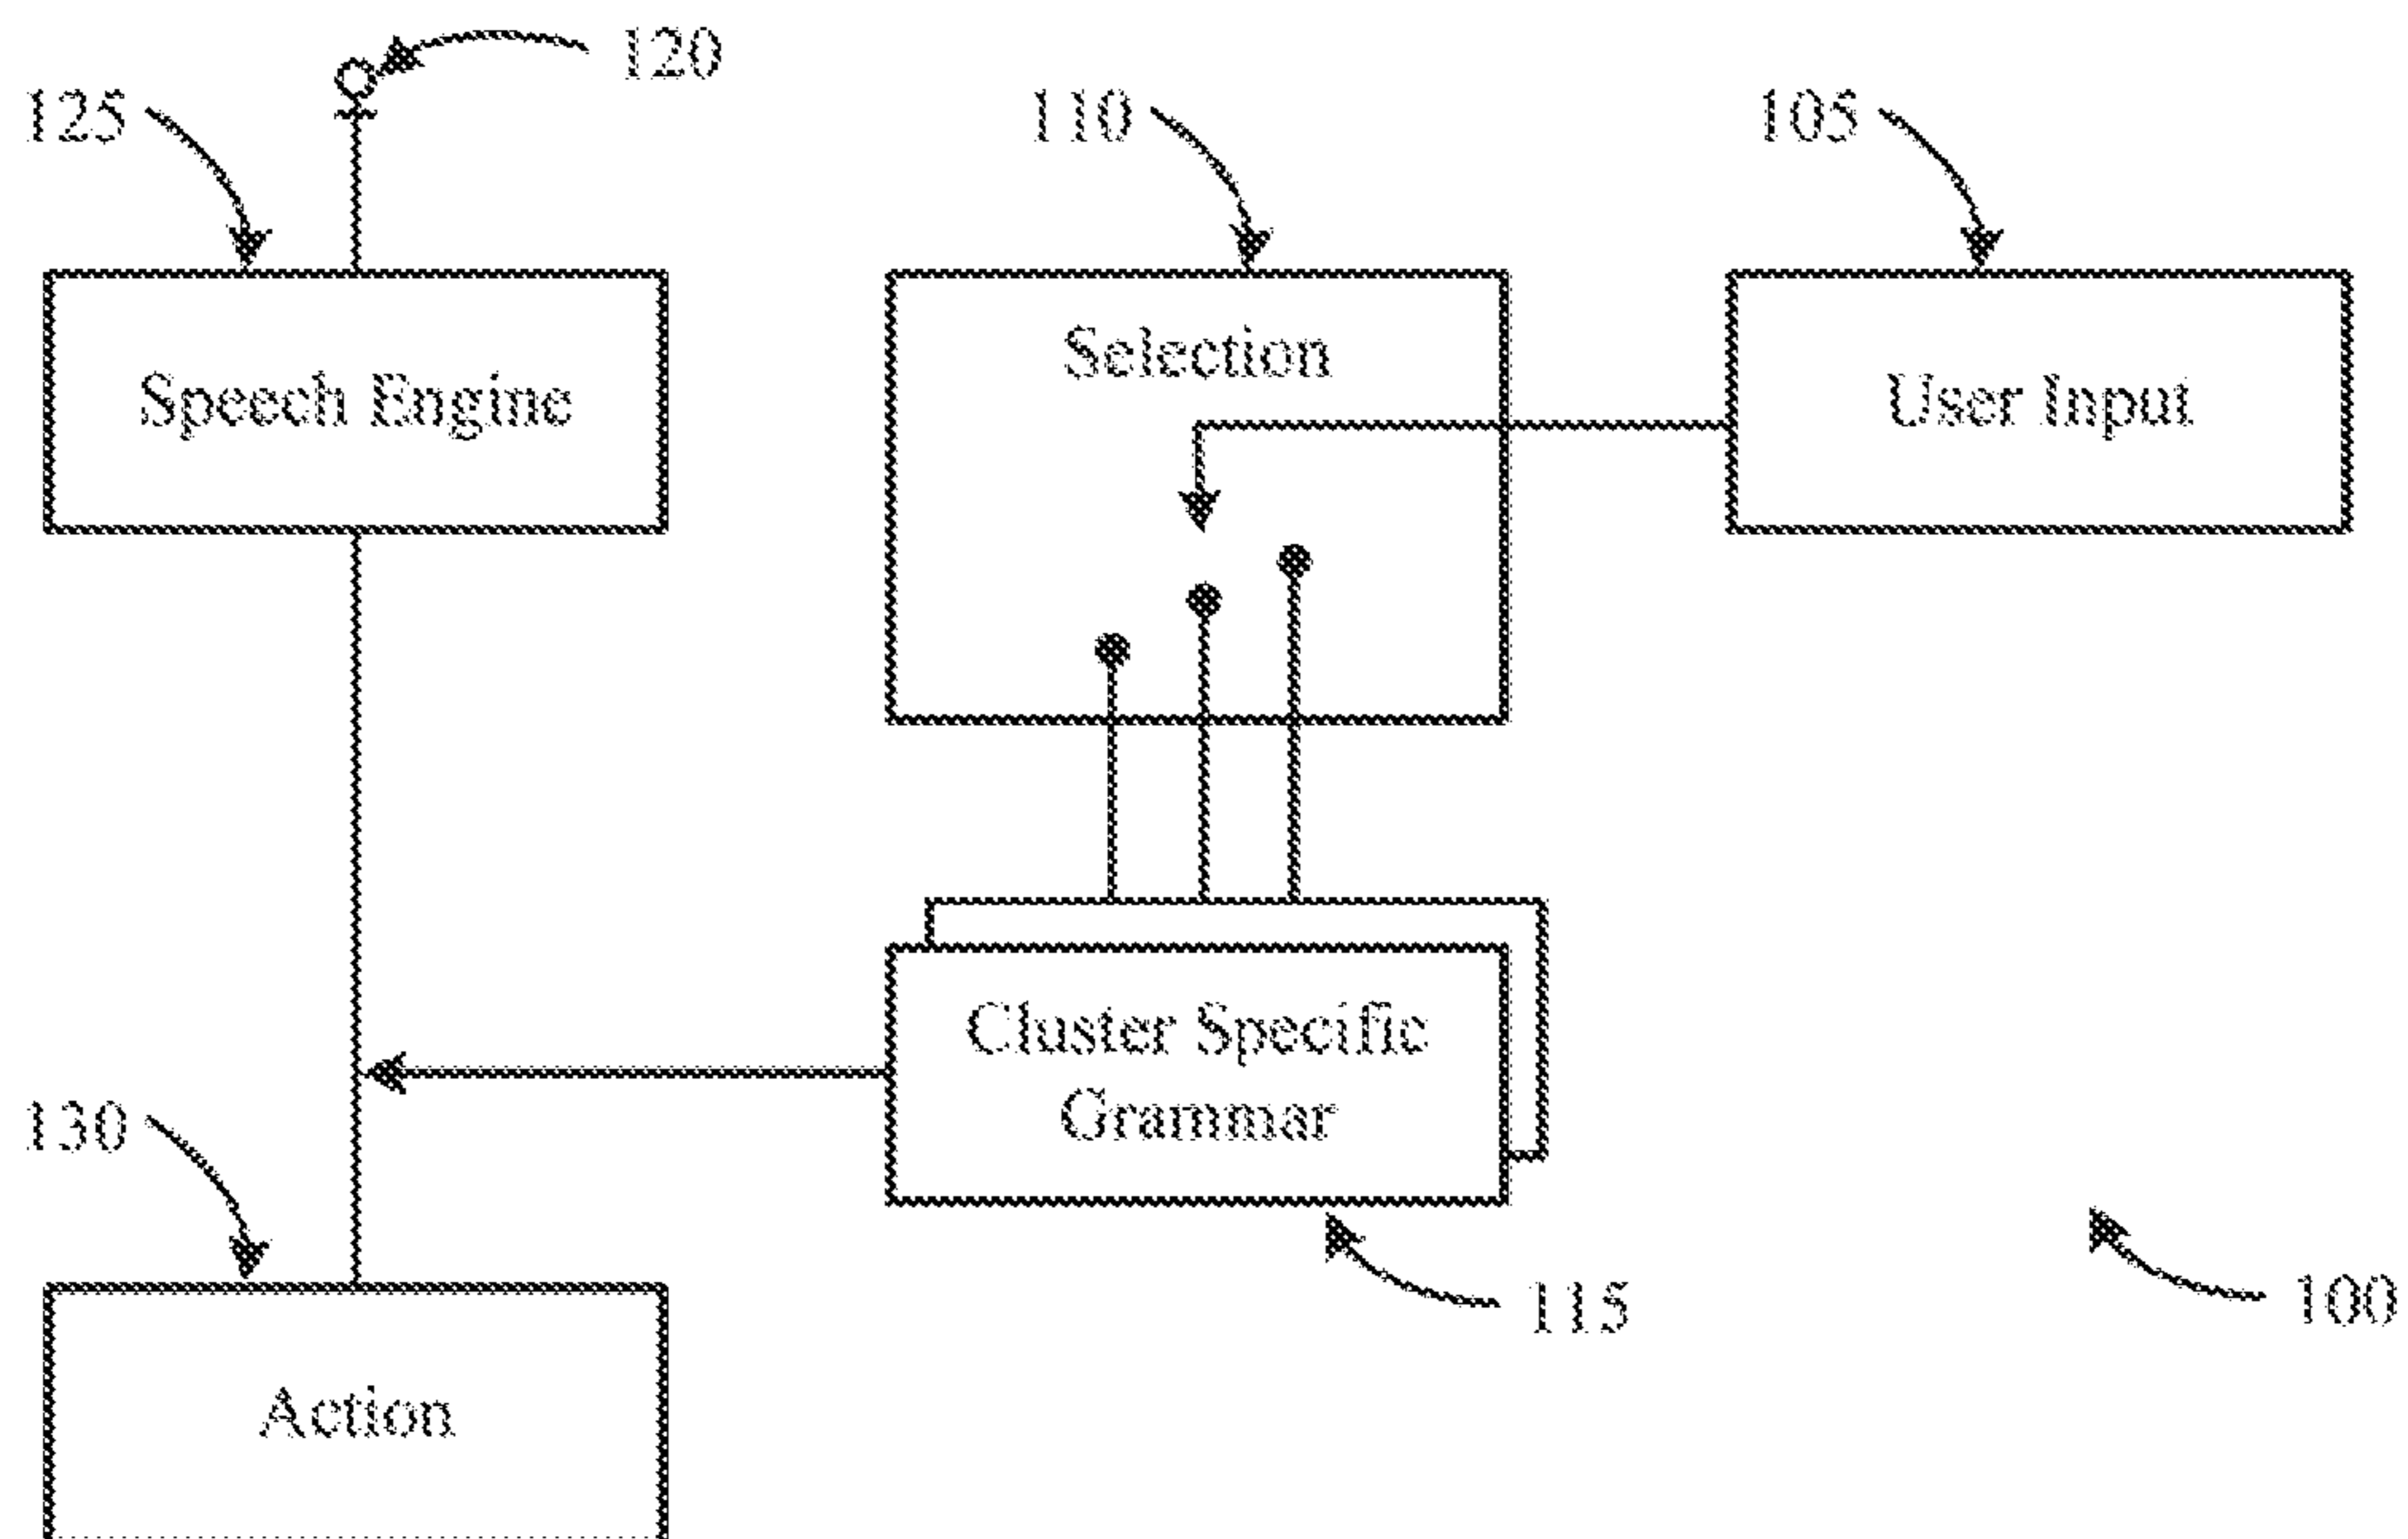 120
125
110
105
Speech Engine
Selection
User Input
Cluster Specific
Grammar
130
115
100
Action